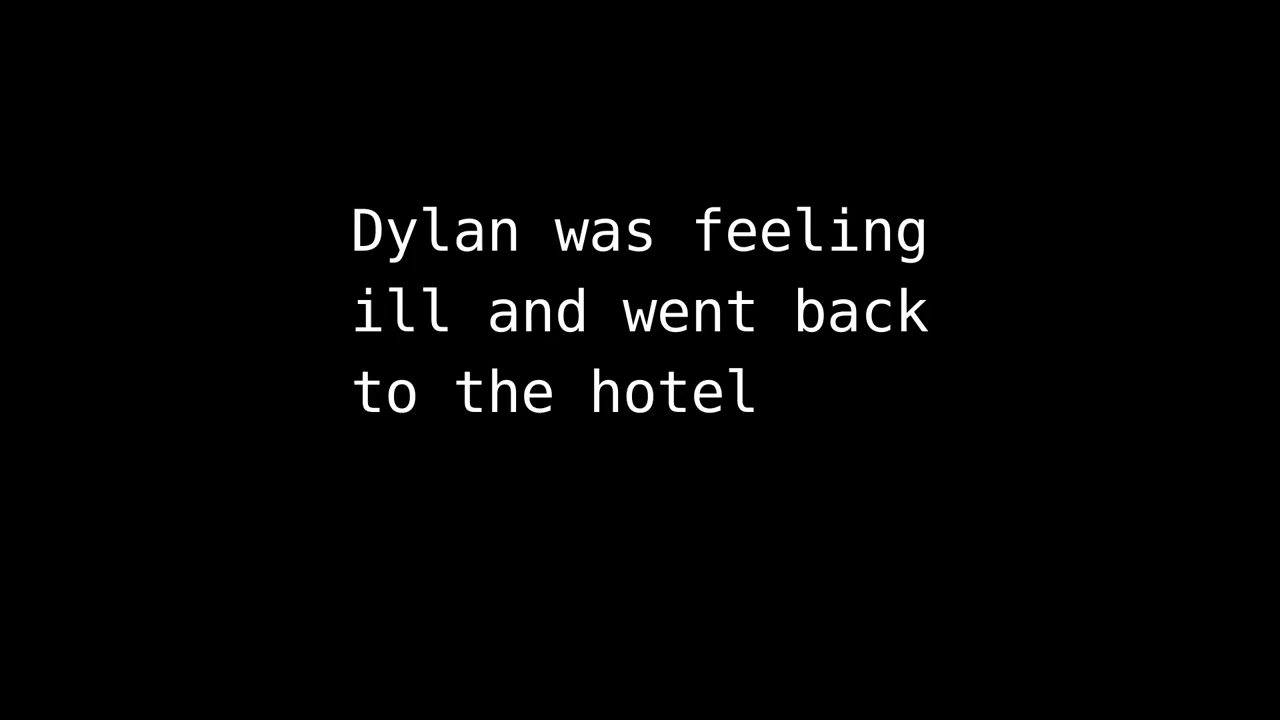 Dylan was feeling
ill and went back
to the hotel